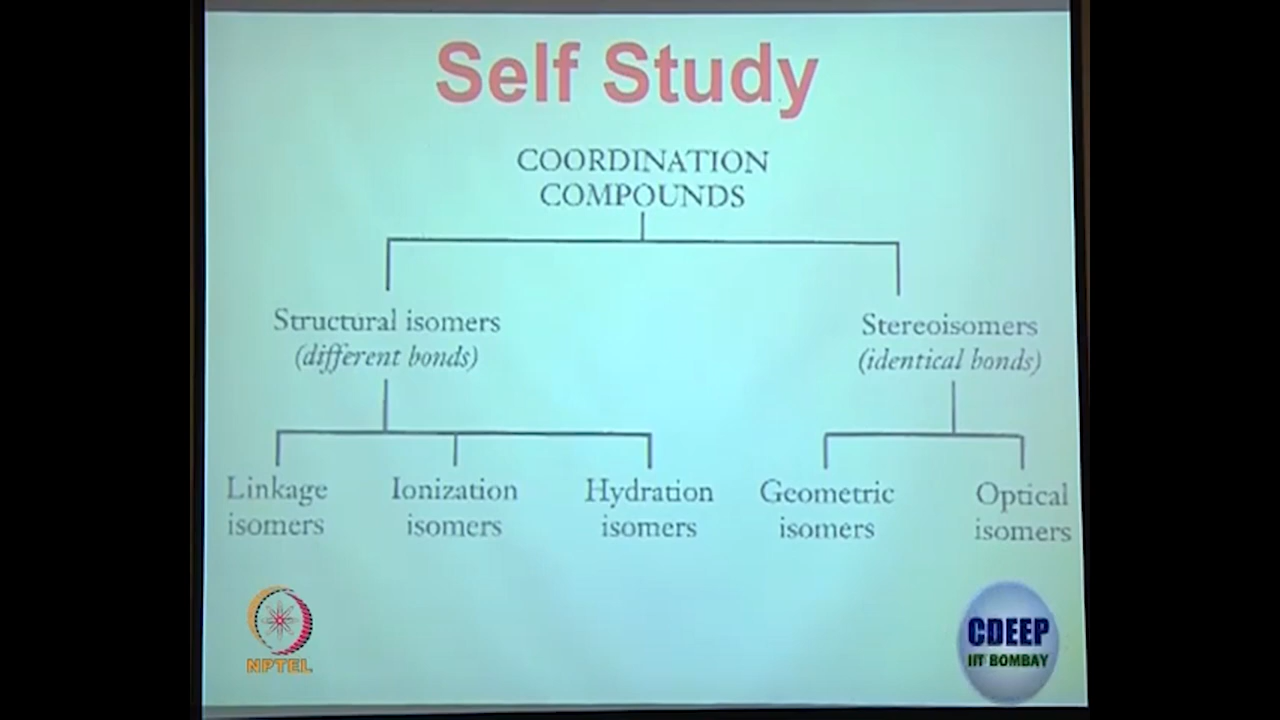 Self Study
COORDINATION
COMPOUNDS
Structural isomers
(different bonds)
Stereoisomers
(identical bonds)
Linkage
isomers
Ionization
isomers
Hydration
isomers
Geometric
isomers
Optical
isomers
NPTEL
CDEEP
IIT BOMBAY